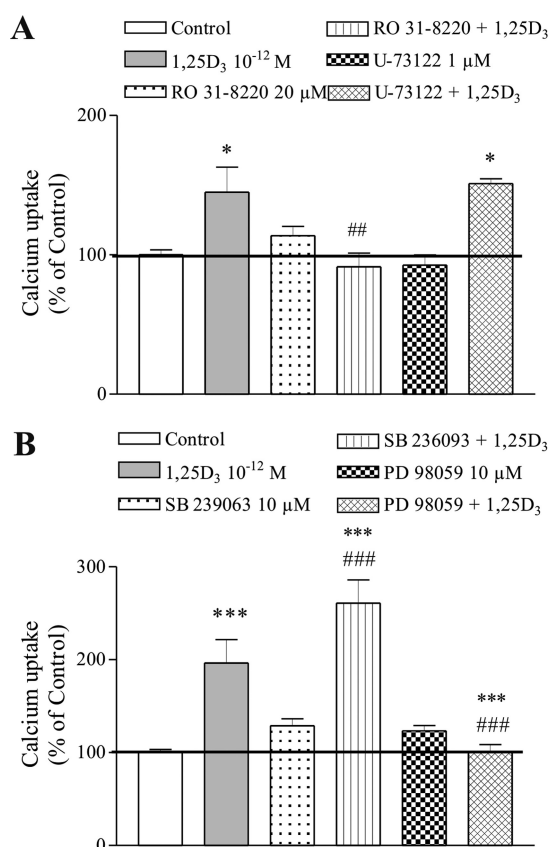 A
Control
RO 31-8220 + 1,25D₃
1,25D₃ 10⁻¹² M
U-73122 1 µM
RO 31-8220 20 µM
U-73122 + 1,25D₃
200
*
*
##
100
0
Calcium uptake
(% of Control)
B
Control
SB 236093 + 1,25D₃
1,25D₃ 10⁻¹² M
PD 98059 10 µM
SB 239063 10 µM
PD 98059 + 1,25D₃
***
###
300
***
200
***
###
100
0
Calcium uptake
(% of Control)